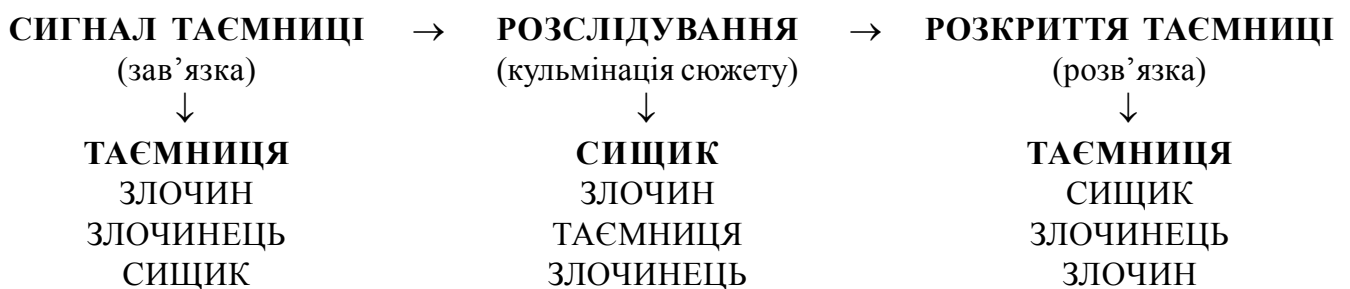 СИГНАЛ ТАЄМНИЦІ → РОЗСЛІДУВАННЯ → РОЗКРИТТЯ ТАЄМНИЦІ
(зав’язка) (кульмінація сюжету) (розв’язка)
↓ ↓ ↓
ТАЄМНИЦЯ СИЩИК ТАЄМНИЦЯ
ЗЛОЧИН ЗЛОЧИН СИЩИК
ЗЛОЧИНЕЦЬ ТАЄМНИЦЯ ЗЛОЧИНЕЦЬ
СИЩИК ЗЛОЧИНЕЦЬ ЗЛОЧИН